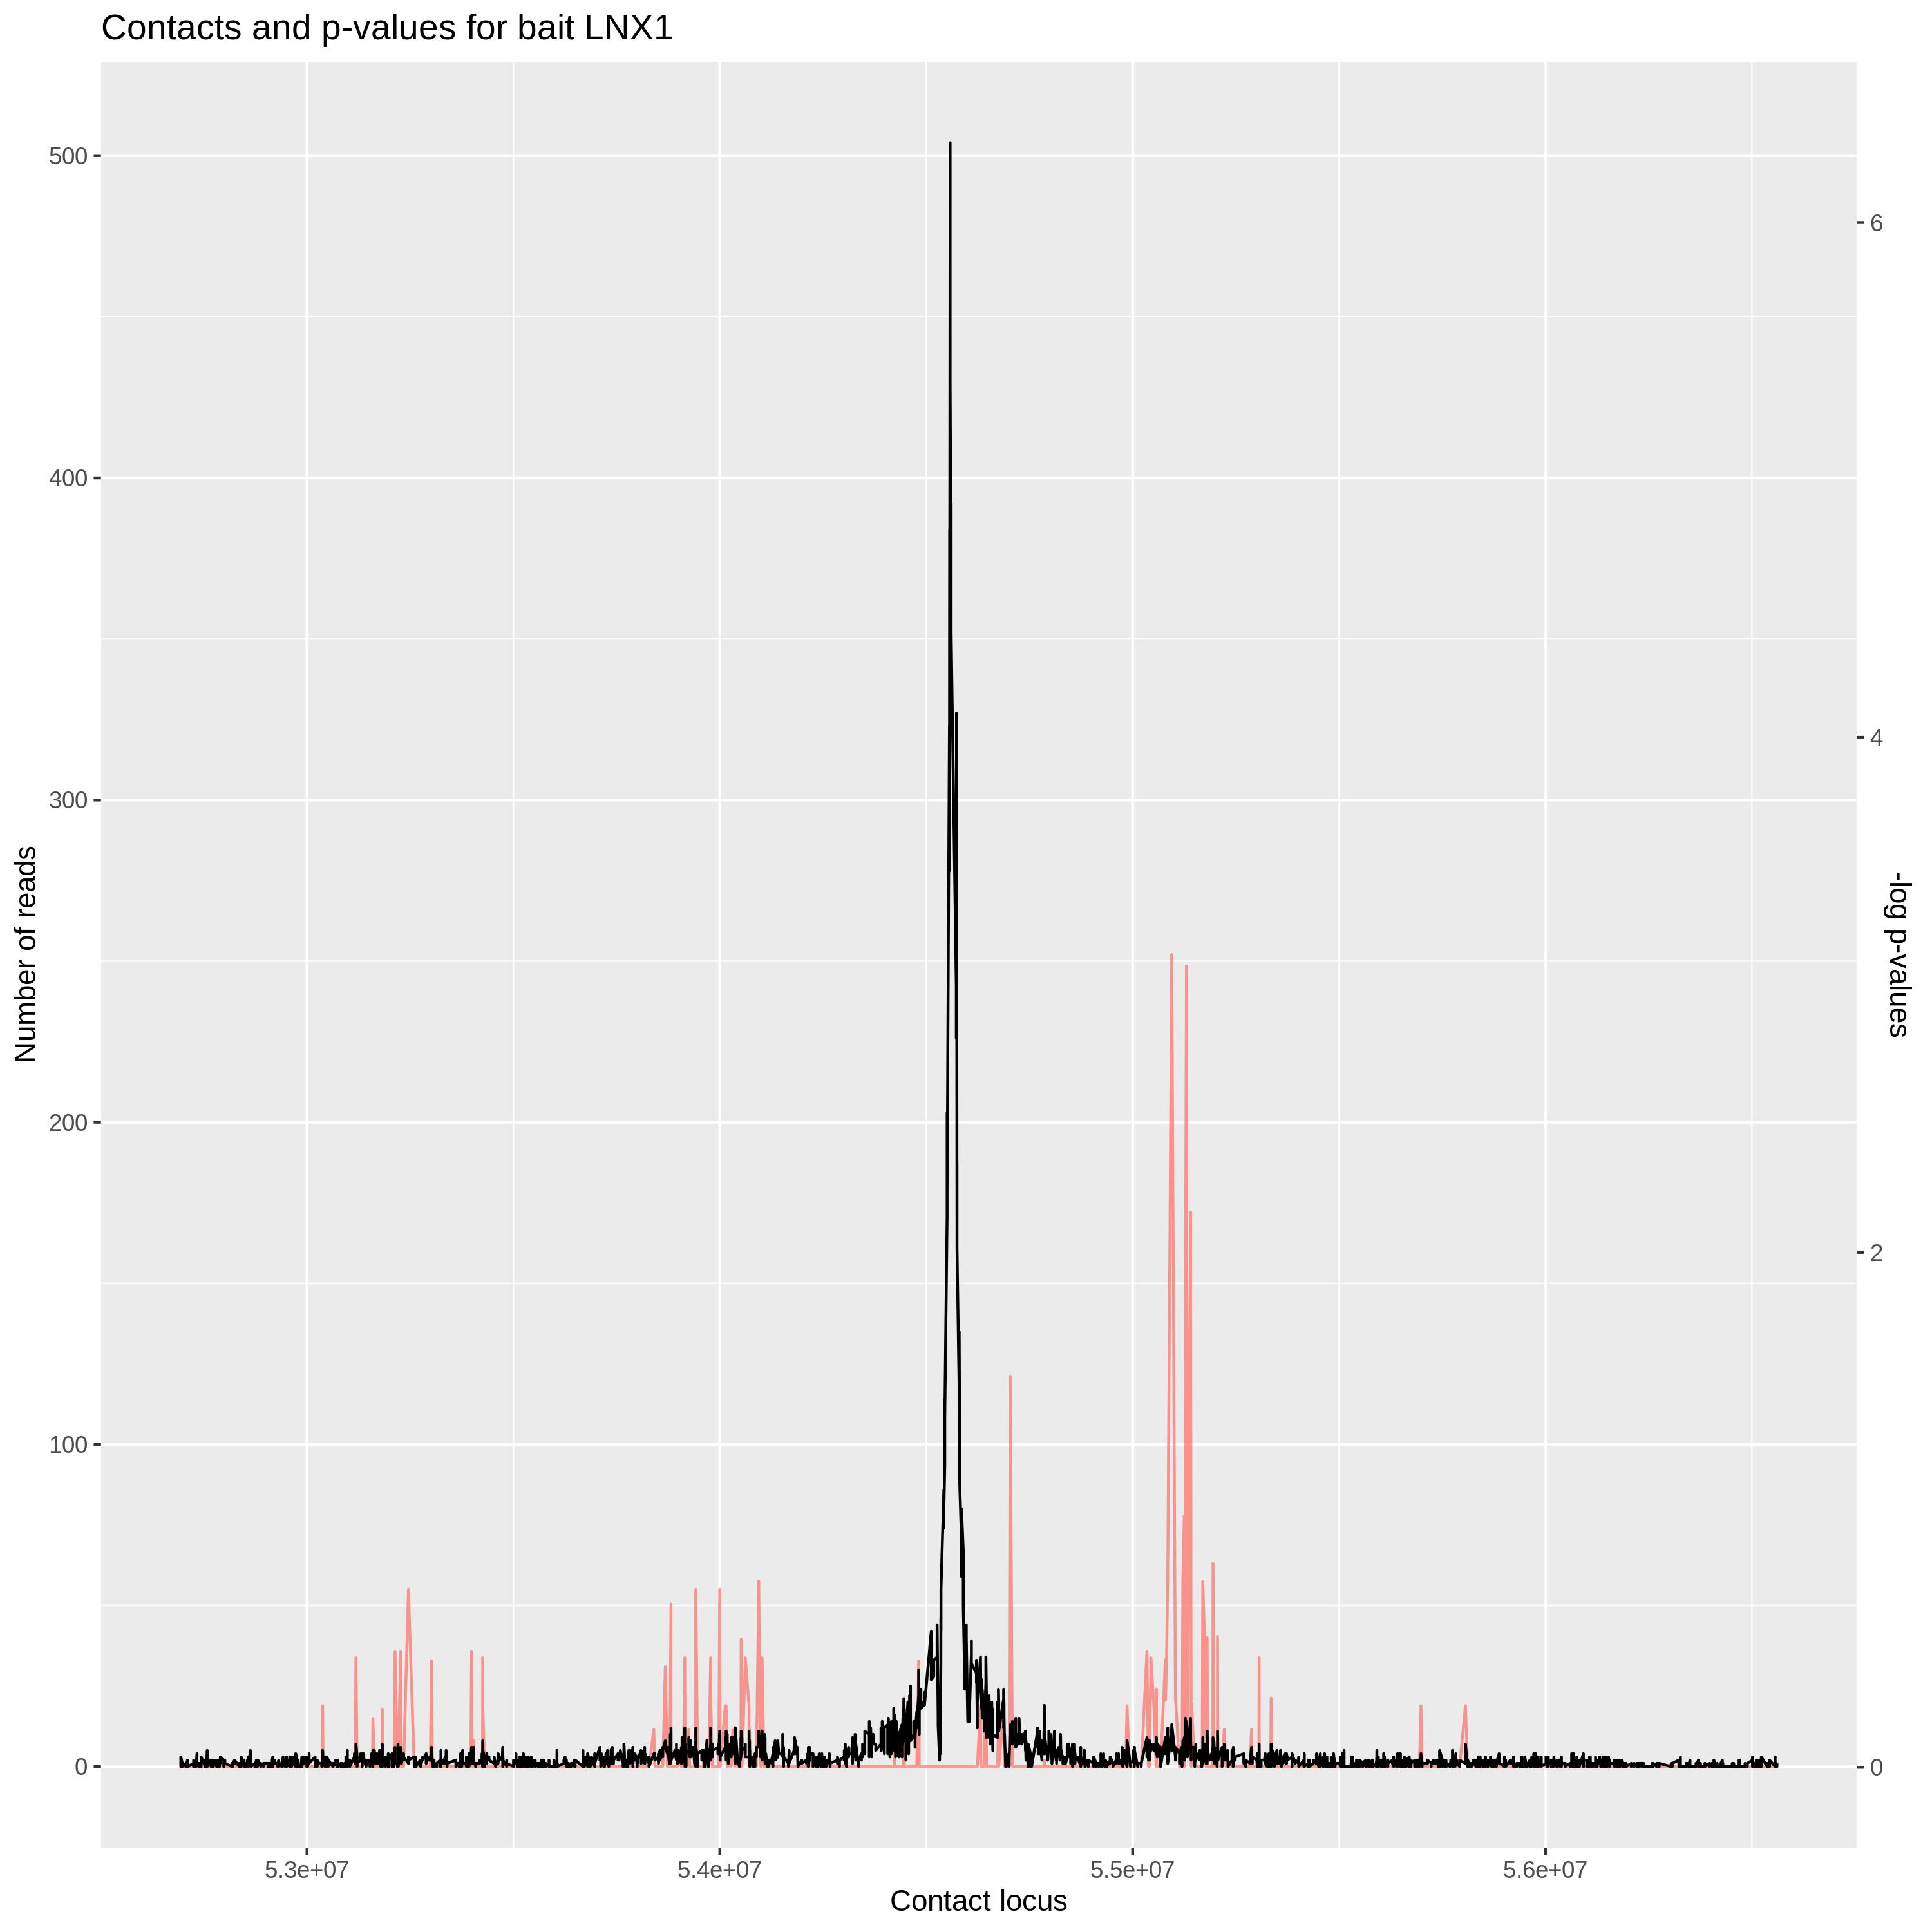 Contacts and p-values for bait LNX1
500
400
300
200
100
0
Number of reads
6
4
2
0
-log p-values
5.3e+07
5.4e+07
5.5e+07
5.6e+07
Contact locus